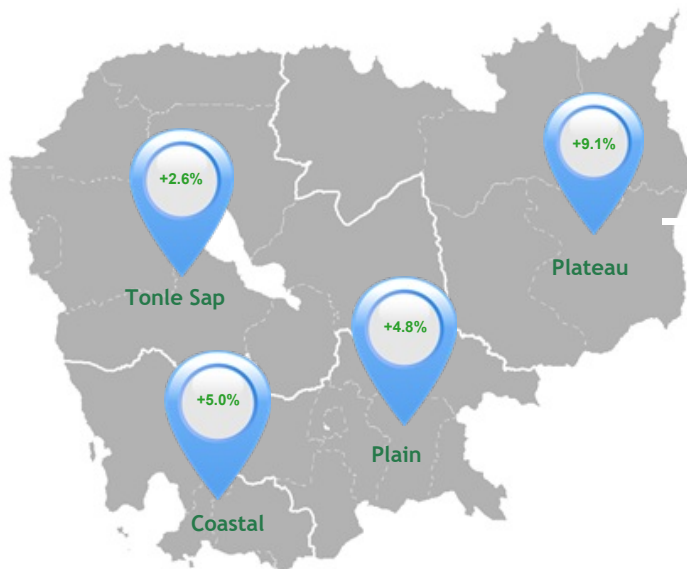 +9.1%
Plateau
+2.6%
Tonle Sap
+4.8%
Plain
+5.0%
Coastal